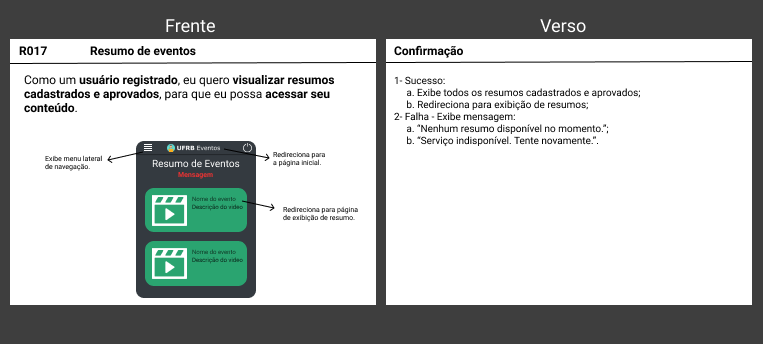 Frente
Verso
R017 Resumo de eventos
Como um usuário registrado, eu quero visualizar resumos
cadastrados e aprovados, para que eu possa acessar seu
conteúdo.
Exibe menu lateral
de navegação.
UFRB Eventos
Resumo de Eventos
Mensagem
Nome do evento
Descrição do vídeo
Nome do evento
Descrição do vídeo
Redireciona para
a página inicial.
Redireciona para página
de exibição de resumo.
Confirmação
1- Sucesso:
a. Exibe todos os resumos cadastrados e aprovados;
b. Redireciona para exibição de resumos;
2- Falha - Exibe mensagem:
a. “Nenhum resumo disponível no momento.”;
b. “Serviço indisponível. Tente novamente.”.